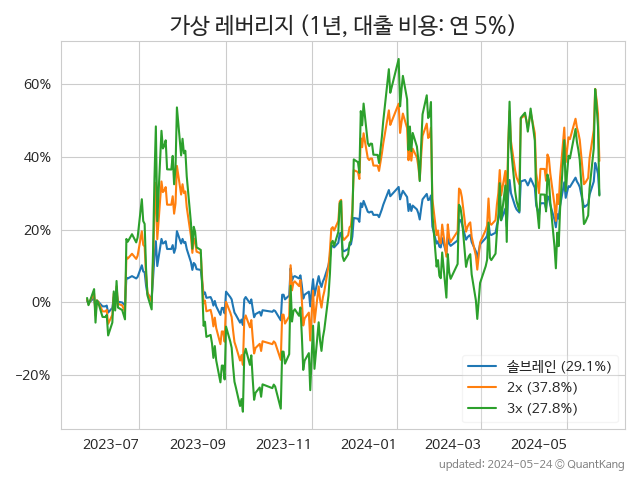 가상 레버리지 (1년, 대출 비용: 연 5%)
60%
40%
20%
0%
−20%
솔브레인 (29.1%)
2x (37.8%)
3x (27.8%)
2023−07 2023−09 2023−11 2024−01 2024−03 2024−05
updated: 2024-05-24 © QuantKang